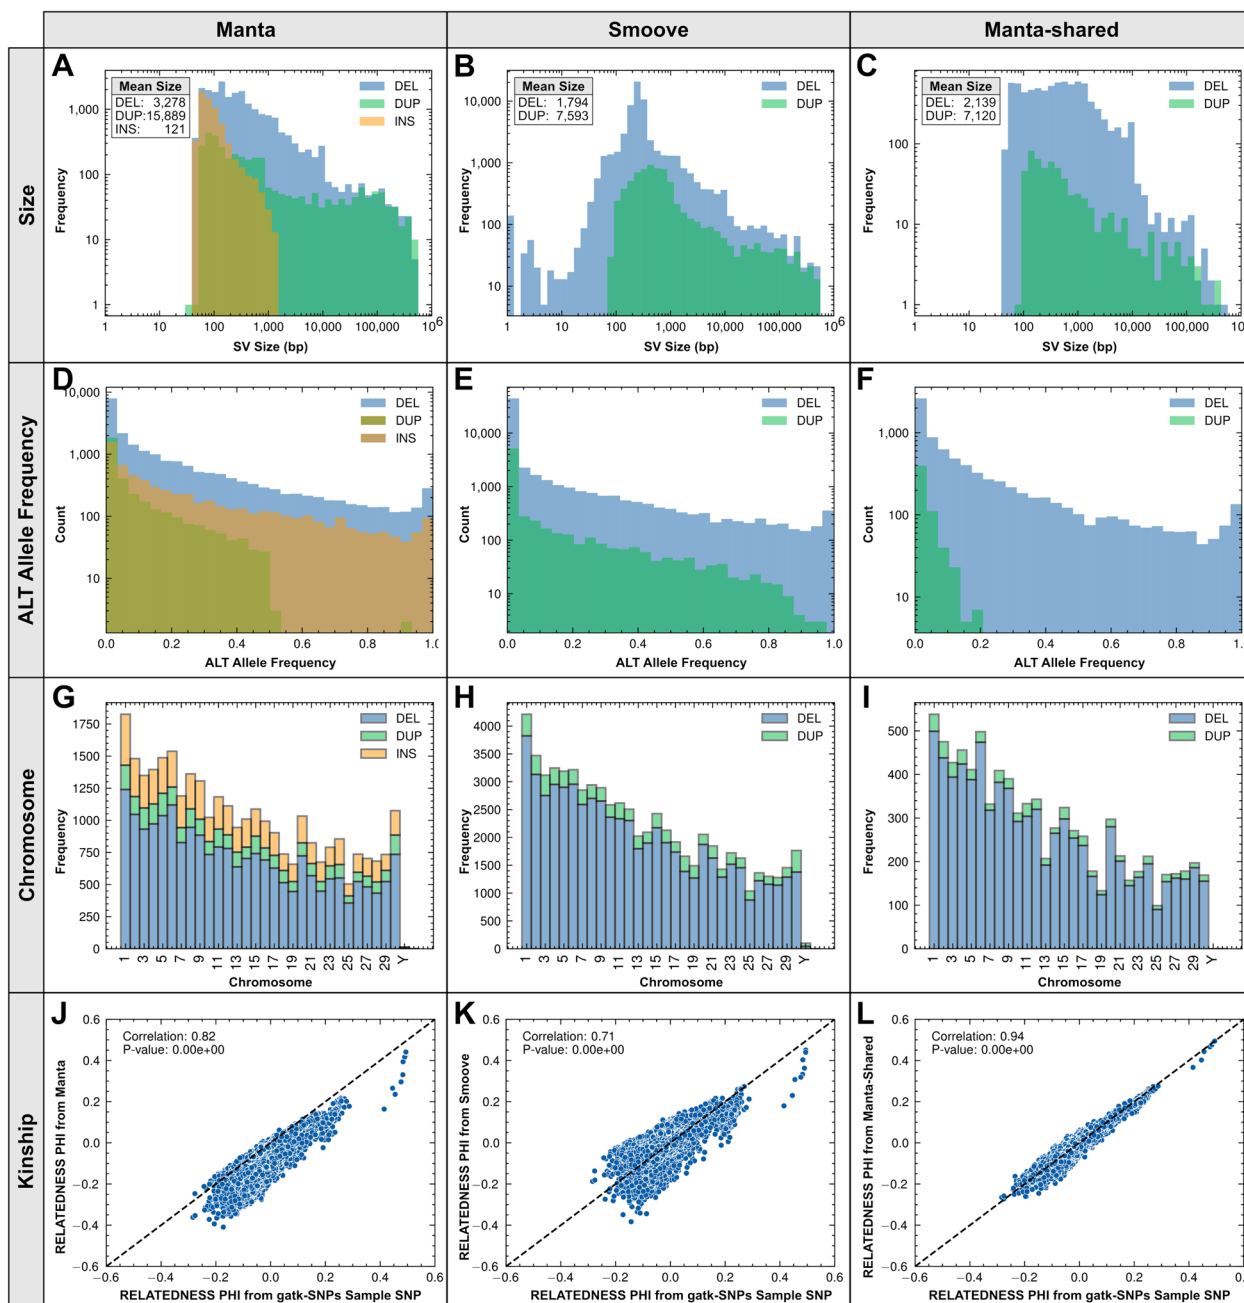 Manta
Smoove
Manta-shared
Size
A
Mean Size
DEL: 3,278
DUP:15,889
INS: 121
DEL
DUP
INS
1,000
100
10
1
Frequency
1 10 100 1,000 10,000 100,000 10⁶
SV Size (bp)
B
Mean Size
DEL: 1,794
DUP: 7,593
DEL
DUP
10,000
1,000
100
10
Frequency
1 10 100 1,000 10,000 100,000 10⁶
SV Size (bp)
C
Mean Size
DEL: 2,139
DUP: 7,120
DEL
DUP
100
10
1
Frequency
1 10 100 1,000 10,000 100,000 10
SV Size (bp)
ALT Allele Frequency
D
DEL
DUP
INS
10,000
1,000
100
10
Count
0.0 0.2 0.4 0.6 0.8 1.0
ALT Allele Frequency
E
DEL
DUP
10,000
1,000
100
10
Count
0.0 0.2 0.4 0.6 0.8 1.0
ALT Allele Frequency
F
DEL
DUP
1,000
100
10
Count
0.0 0.2 0.4 0.6 0.8 1.
ALT Allele Frequency
Chromosome
G
DEL
DUP
INS
1750
1500
1250
1000
750
500
250
0
Frequency
1 3 5 7 9 11 13 15 17 19 21 23 25 27 29 Y
Chromosome
H
DEL
DUP
4000
3500
3000
2500
2000
1500
1000
500
0
Frequency
1 3 5 7 9 11 13 15 17 19 21 23 25 27 29 Y
Chromosome
I
DEL
DUP
500
400
300
200
100
0
Frequency
1 3 5 7 9 11 13 15 17 19 21 23 25 27 29 Y
Chromosome
Kinship
J
Correlation: 0.82
P-value: 0.00e+00
0.6
0.4
0.2
0.0
−0.2
−0.4
−0.6
RELATEDNESS PHI from Manta
−0.6 −0.4 −0.2 0.0 0.2 0.4 0.6
RELATEDNESS PHI from gatk-SNPs Sample SNP
K
Correlation: 0.71
P-value: 0.00e+00
0.6
0.4
0.2
0.0
−0.2
−0.4
−0.6
RELATEDNESS PHI from Smoove
−0.6 −0.4 −0.2 0.0 0.2 0.4 0.6
RELATEDNESS PHI from gatk-SNPs Sample SNP
L
Correlation: 0.94
P-value: 0.00e+00
0.6
0.4
0.2
0.0
−0.2
−0.4
−0.6
RELATEDNESS PHI from Manta-Shared
−0.6 −0.4 −0.2 0.0 0.2 0.4 0.6
RELATEDNESS PHI from gatk-SNPs Sample SNP